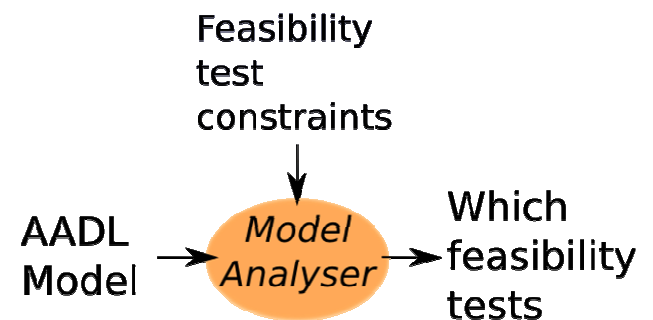 Feasibility
test
constraints
AADL
Model
Model
Analyser
Which
feasibility
tests